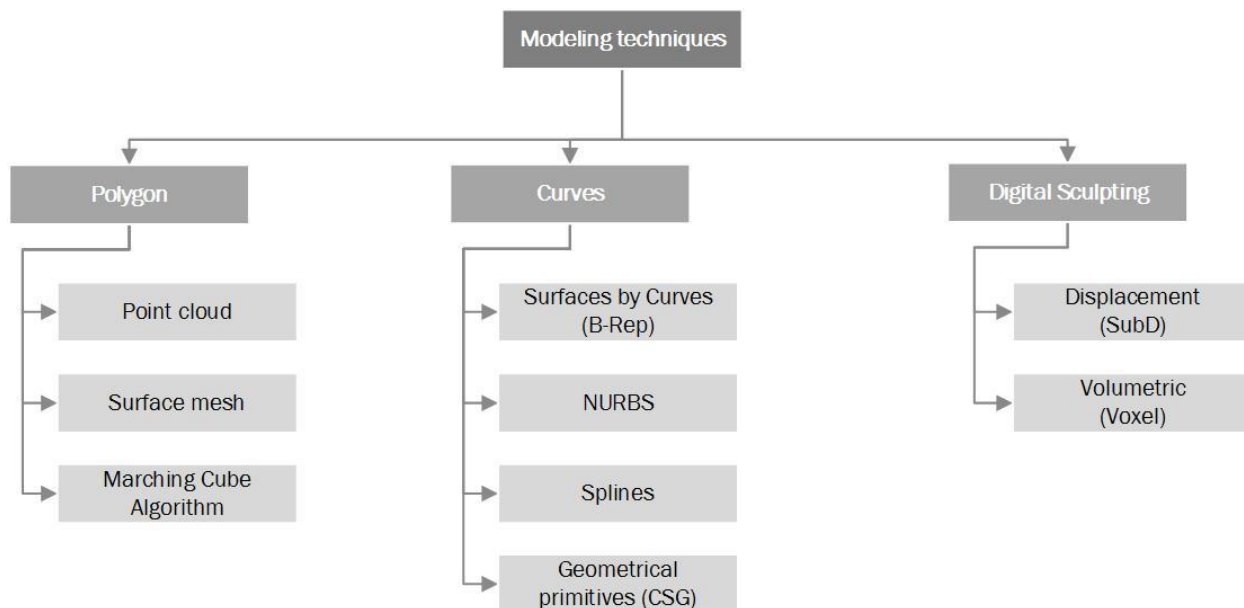 Modeling techniques
Polygon
Point cloud
Surface mesh
Marching Cube
Algorithm
Curves
Surfaces by Curves
(B-Rep)
NURBS
Splines
Geometrical
primitives (CSG)
Digital Sculpting
Displacement
(SubD)
Volumetric
(Voxel)